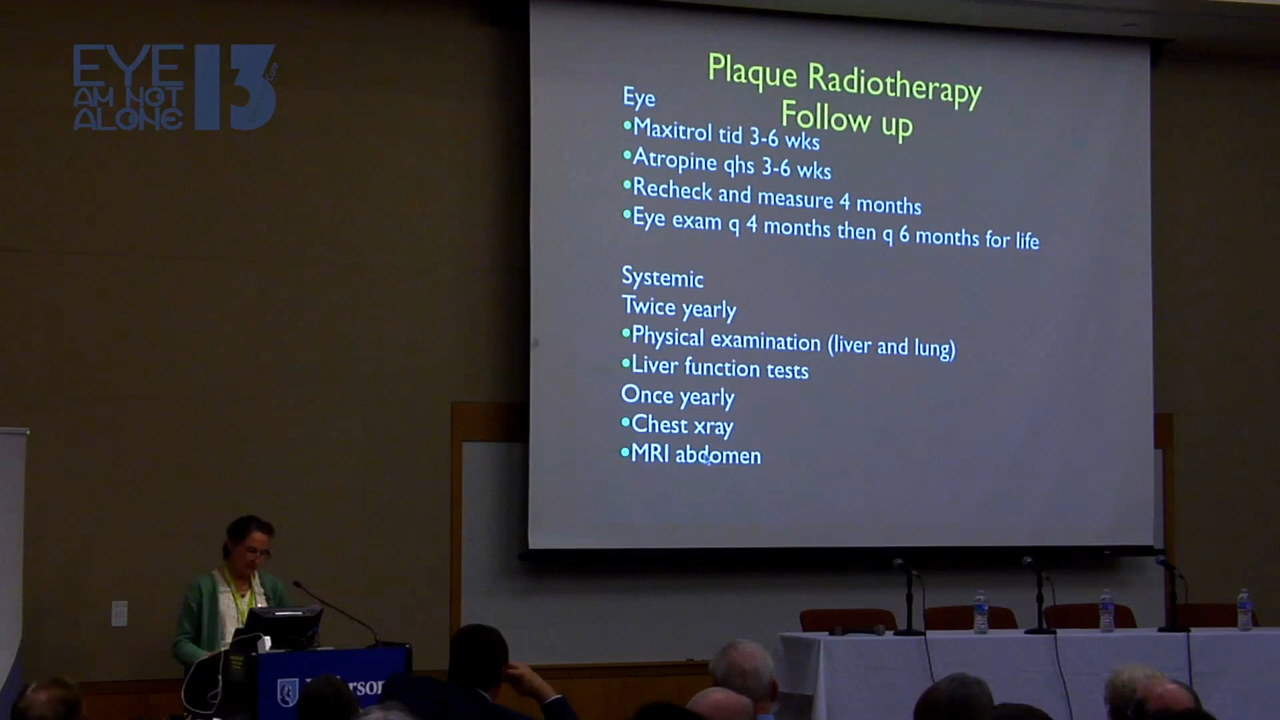 EYE
AM NOT
ALONE
13
Plaque Radiotherapy
Follow up
Eye
•Maxitrol tid 3-6 wks
•Atropine qhs 3-6 wks
•Recheck and measure 4 months
•Eye exam q 4 months then q 6 months for life
Systemic
Twice yearly
•Physical examination (liver and lung)
•Liver function tests
Once yearly
•Chest xray
•MRI abdomen